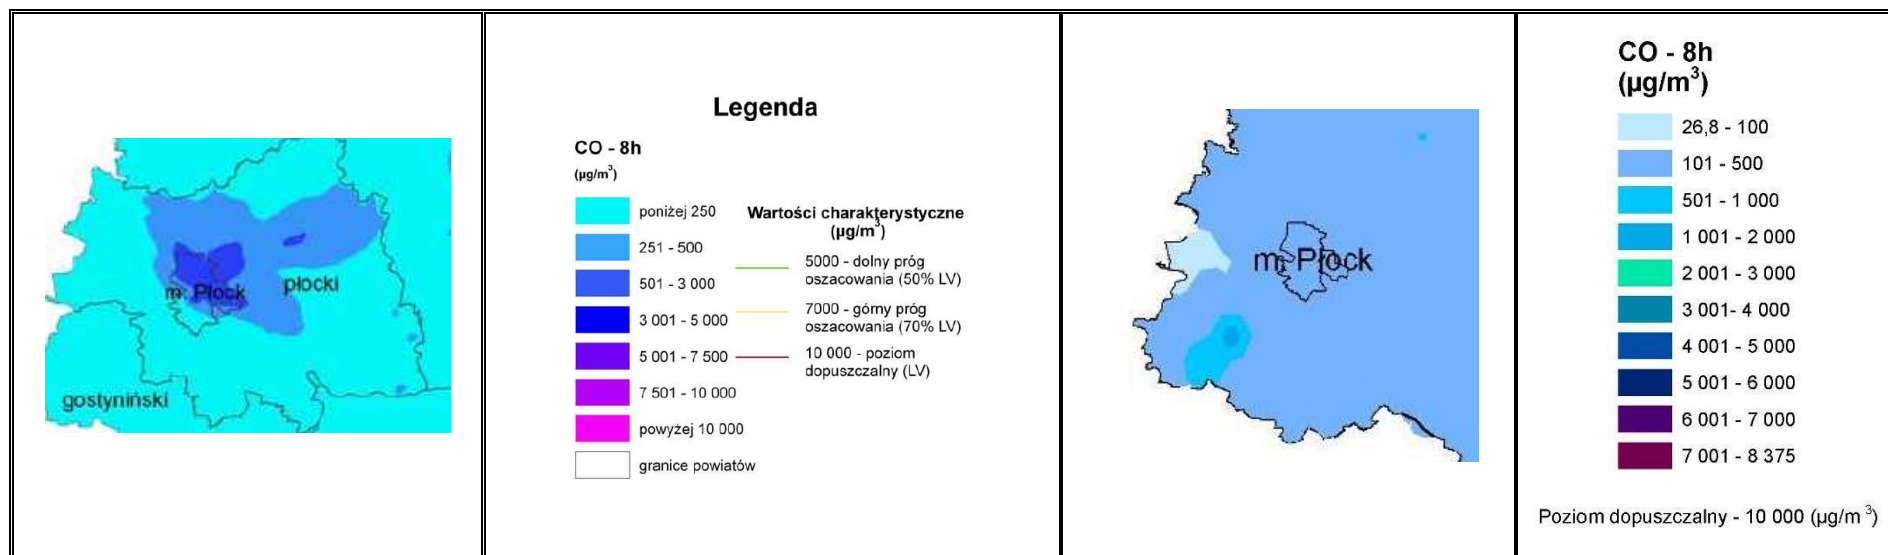 m. Płock
płocki
gostyniński
Legenda
CO - 8h
(µg/m³)
poniżej 250
251 - 500
501 - 3 000
3 001 - 5 000
5 001 - 7 500
7 501 - 10 000
powyżej 10 000
granice powiatów
Wartości charakterystyczne
(µg/m³)
5000 - dolny próg
oszacowania (50% LV)
7000 - górny próg
oszacowania (70% LV)
10 000 - poziom
dopuszczalny (LV)
m. Płock
CO - 8h
(µg/m³)
26,8 - 100
101 - 500
501 - 1 000
1 001 - 2 000
2 001 - 3 000
3 001- 4 000
4 001 - 5 000
5 001 - 6 000
6 001 - 7 000
7 001 - 8 375
Poziom dopuszczalny - 10 000 (µg/m ³)